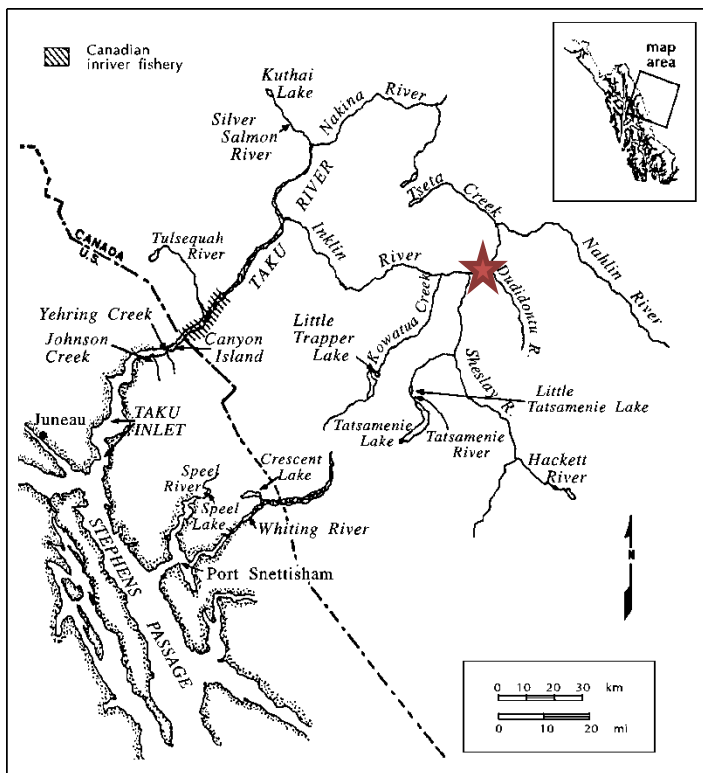 Canadian
inriver fishery
map
area
Kuthai
Lake
Nakina River
Silver
Salmon
River
TAKU RIVER
Tseta Creek
CANADA
U.S.
Tulsequah
River
Inklin River
Nahlin River
Dudidontu R.
Yehring Creek
Johnson
Creek
Canyon
Island
Little
Trapper
Lake
Kowatua Creek
Sheslay R.
Little
Tatsamenie Lake
Juneau
TAKU
INLET
Tatsamenie
Lake
Tatsamenie
River
Hackett
River
Crescent
Lake
Speel
River
Speel
Lake
Whiting River
Port Snettisham
STEPHENS PASSAGE
N
0 10 20 30 km
0 10 20 mi